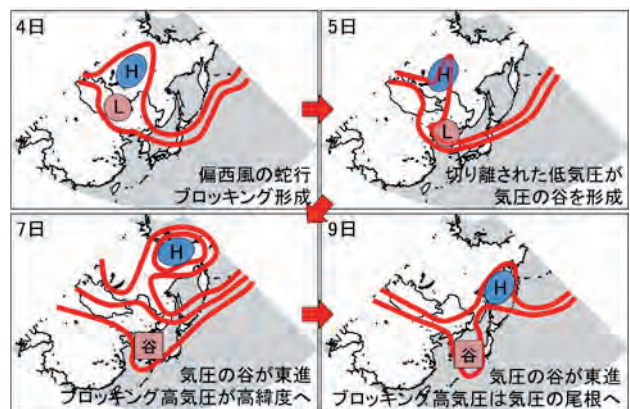 4日
H
L
偏西風の蛇行
ブロッキング形成
5日
H
L
切り離された低気圧が
気圧の谷を形成
7日
H
谷
気圧の谷が東進
ブロッキング高気圧が高緯度へ
9日
H
谷
気圧の谷が東進
ブロッキング高気圧は気圧の尾根へ